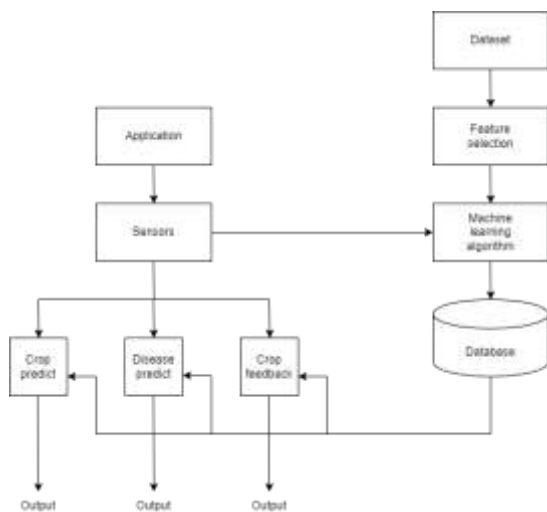 Dataset
Application
Feature
selection
Sensors
Machine
learning
algorithm
Crop
predict
Disease
predict
Crop
feedback
Database
Output
Output
Output